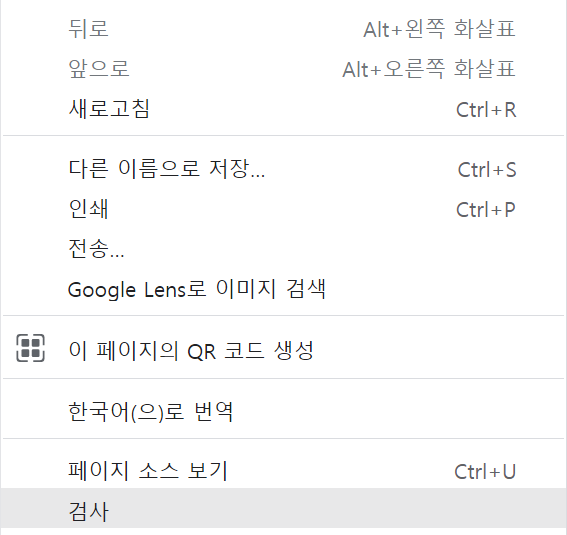 뒤로 Alt+왼쪽 화살표
앞으로 Alt+오른쪽 화살표
새로고침 Ctrl+R
다른 이름으로 저장... Ctrl+S
인쇄 Ctrl+P
전송...
Google Lens로 이미지 검색
이 페이지의 QR 코드 생성
한국어(으)로 번역
페이지 소스 보기 Ctrl+U
검사